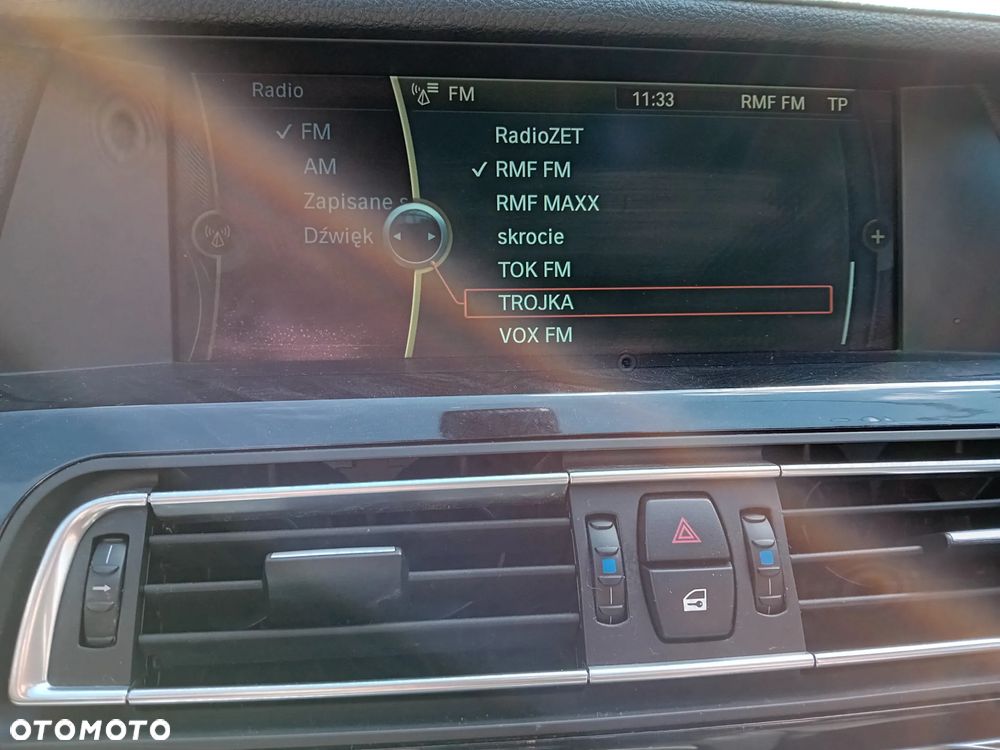 Radio
FM
AM
Zapisane s
Dźwięk
FM
11:33
RMF FM
TP
RadioZET
RMF FM
RMF MAXX
skrocie
TOK FM
TROJKA
VOX FM
OTOMOTO